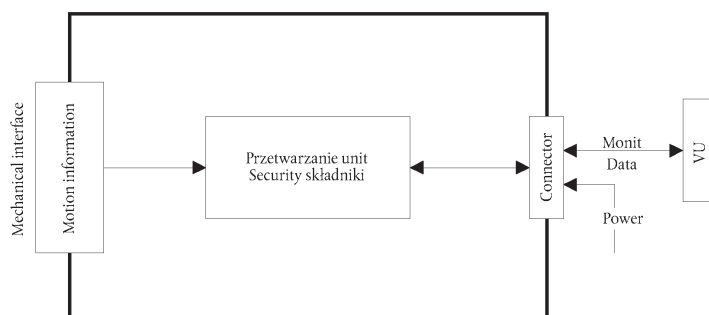 Mechanical interface
Motion information
Przetwarzanie unit
Security składniki
Connector
Monit
Data
Power
VU